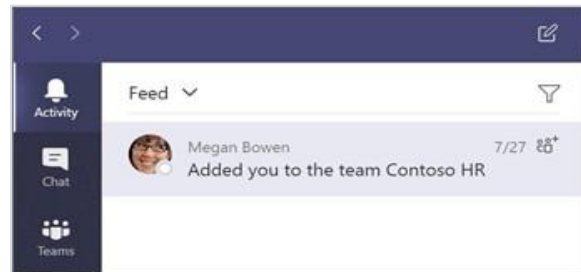 Activity
Feed
Megan Bowen 7/27
Added you to the team Contoso HR
Chat
Teams